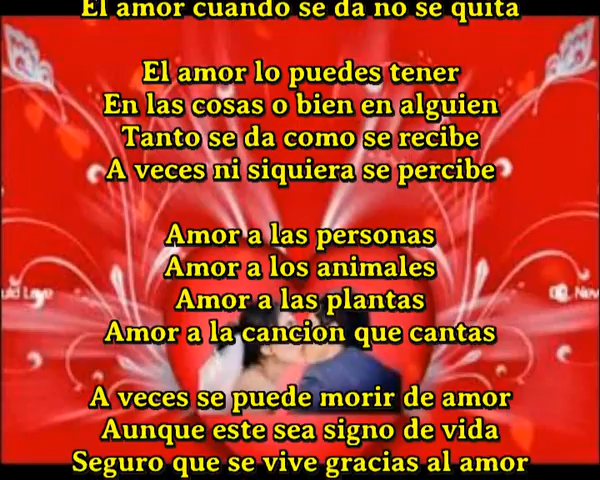 El amor cuando se da no se quita
El amor lo puedes tener
En las cosas o bien en alguien
Tanto se da como se recibe
A veces ni siquiera se percibe
Amor a las personas
Amor a los animales
Amor a las plantas
Amor a la cancion que cantas
A veces se puede morir de amor
Aunque este sea signo de vida
Seguro que se vive gracias al amor